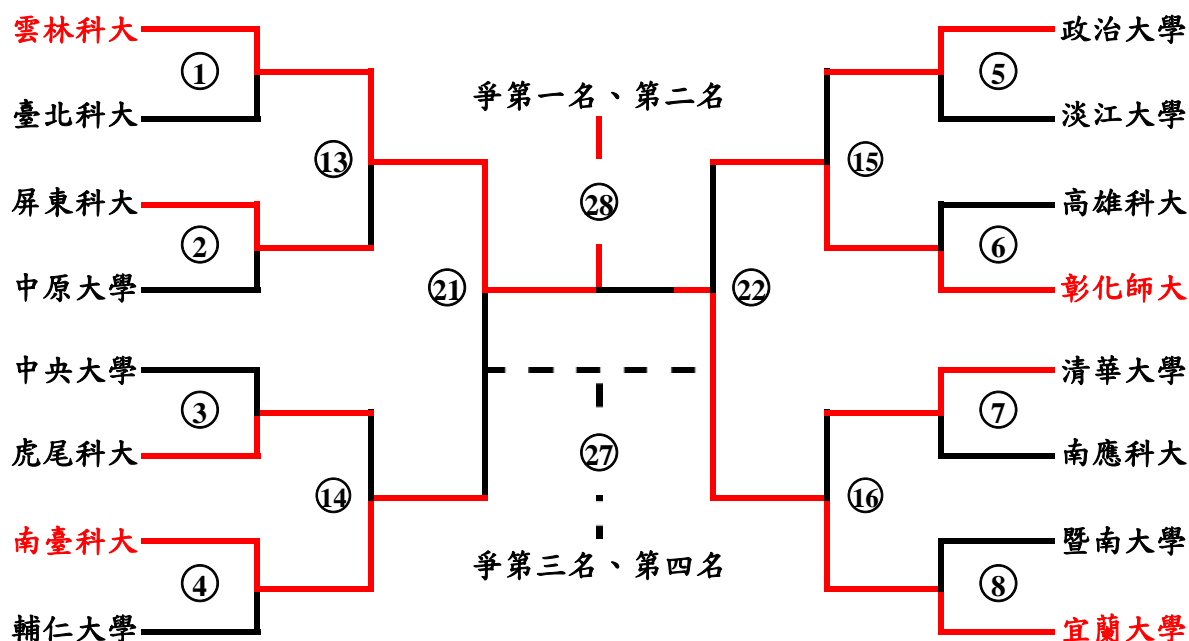 雲林科大
①
臺北科大
⑬
屏東科大
②
中原大學
㉑
中央大學
③
虎尾科大
⑭
南臺科大
④
輔仁大學
爭第一名、第二名
㉘
㉗
爭第三名、第四名
政治大學
⑤
淡江大學
⑮
高雄科大
⑥
彰化師大
㉒
清華大學
⑦
南應科大
⑯
暨南大學
⑧
宜蘭大學